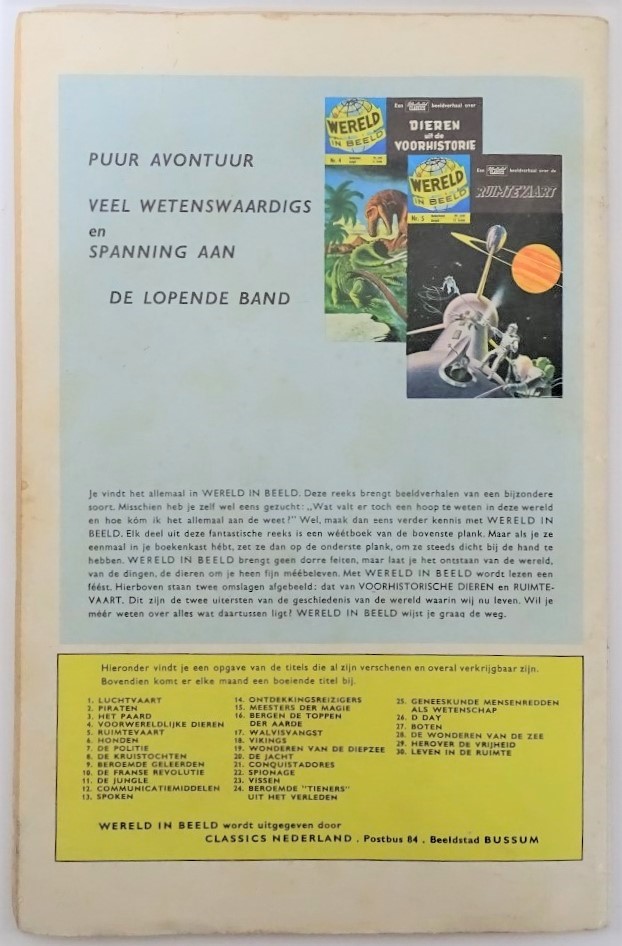 PUUR AVONTUUR
VEEL WETENSWAARDIGS
en
SPANNING AAN
DE LOPENDE BAND
WERELD
IN BEELD
Nr. 4
Een beeldverhaal over
DIEREN
uit de
VOORHISTORIE
WERELD
IN BEELD
Nr. 5
Een beeldverhaal over de
RUIMTEVAART
Je vindt het allemaal in WERELD IN BEELD. Deze reeks brengt beeldverhalen van een bijzondere
soort. Misschien heb je zelf wel eens gezucht: „Wat valt er toch een hoop te weten in deze wereld
en hoe kóm ik het allemaal aan de weet!" Wel, maak dan eens verder kennis met WERELD IN
BEELD. Elk deel uit deze fantastische reeks is een wéétboek van de bovenste plank. Maar als je ze
eenmaal in je boekenkast hébt, zet ze dan op de onderste plank, om ze steeds dicht bij de hand te
hebben. WERELD IN BEELD brengt geen dorre feiten, maar laat je het ontstaan van de wereld,
van de dingen, de dieren om je heen fijn méébeleven. Met WERELD IN BEELD wordt lezen een
féést. Hierboven staan twee omslagen afgebeeld: dat van VOORHISTORISCHE DIEREN en RUIMTE-
VAART. Dit zijn de twee uitersten van de geschiedenis van de wereld waarin wij nu leven. Wil je
méér weten over alles wat daartussen ligt? WERELD IN BEELD wijst je graag de weg.
Hieronder vindt je een opgave van de titels die al zijn verschenen en overal verkrijgbaar zijn.
Bovendien komt er elke maand een boeiende titel bij.
1. LUCHTVAART
2. PIRATEN
3. HET PAARD
4. VOORWERELDLIJKE DIEREN
5. RUIMTEVAART
6. HONDEN
7. DE POLITIE
8. DE KRUISTOCHTEN
9. BEROEMDE GELEERDEN
10. DE FRANSE REVOLUTIE
11. DE JUNGLE
12. COMMUNICATIEMIDDELEN
13. SPOKEN
14. ONTDEKKINGSREIZIGERS
15. MEESTERS DER MAGIE
16. BERGEN DE TOPPEN
DER AARDE
17. WALVISVANGST
18. VIKINGS
19. WONDEREN VAN DE DIEPZEE
20. DE JACHT
21. CONQUISTADORES
22. SPIONAGE
23. VISSEN
24. BEROEMDE "TIENERS"
UIT HET VERLEDEN
25. GENEESKUNDE MENSENREDDEN
ALS WETENSCHAP
26. D DAY
27. BOTEN
28. DE WONDEREN VAN DE ZEE
29. HEROVER DE VRIJHEID
30. LEVEN IN DE RUIMTE
WERELD IN BEELD wordt uitgegeven door
CLASSICS NEDERLAND . Postbus 84 . Beeldstad BUSSUM